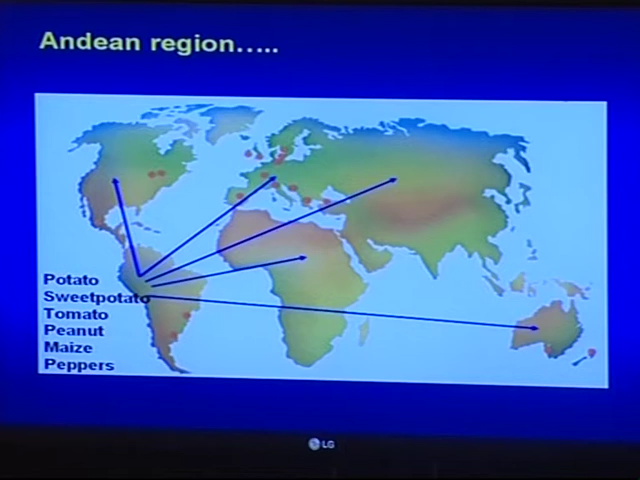 Andean region…..
Potato
Sweetpotato
Tomato
Peanut
Maize
Peppers
LG